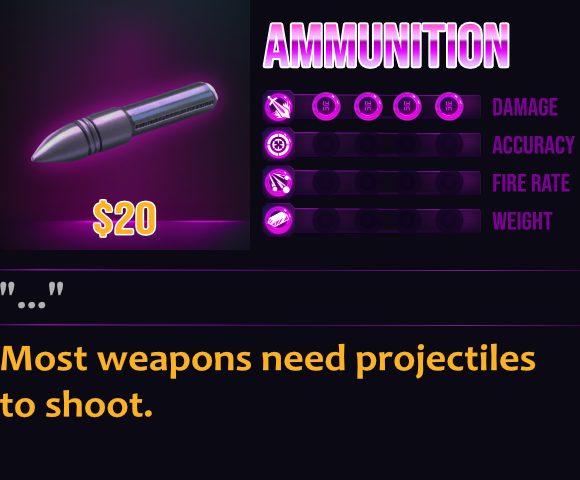 AMMUNITION
DAMAGE
ACCURACY
FIRE RATE
WEIGHT
$20
"..."
Most weapons need projectiles
to shoot.